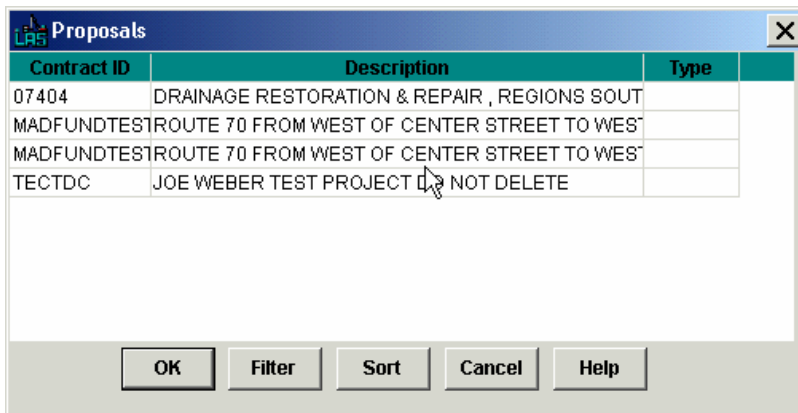 LAS Proposals
Contract ID Description Type
07404 DRAINAGE RESTORATION & REPAIR , REGIONS SOUT
MADFUNDTEST ROUTE 70 FROM WEST OF CENTER STREET TO WEST
MADFUNDTEST ROUTE 70 FROM WEST OF CENTER STREET TO WEST
TECTDC JOE WEBER TEST PROJECT DO NOT DELETE
OK Filter Sort Cancel Help